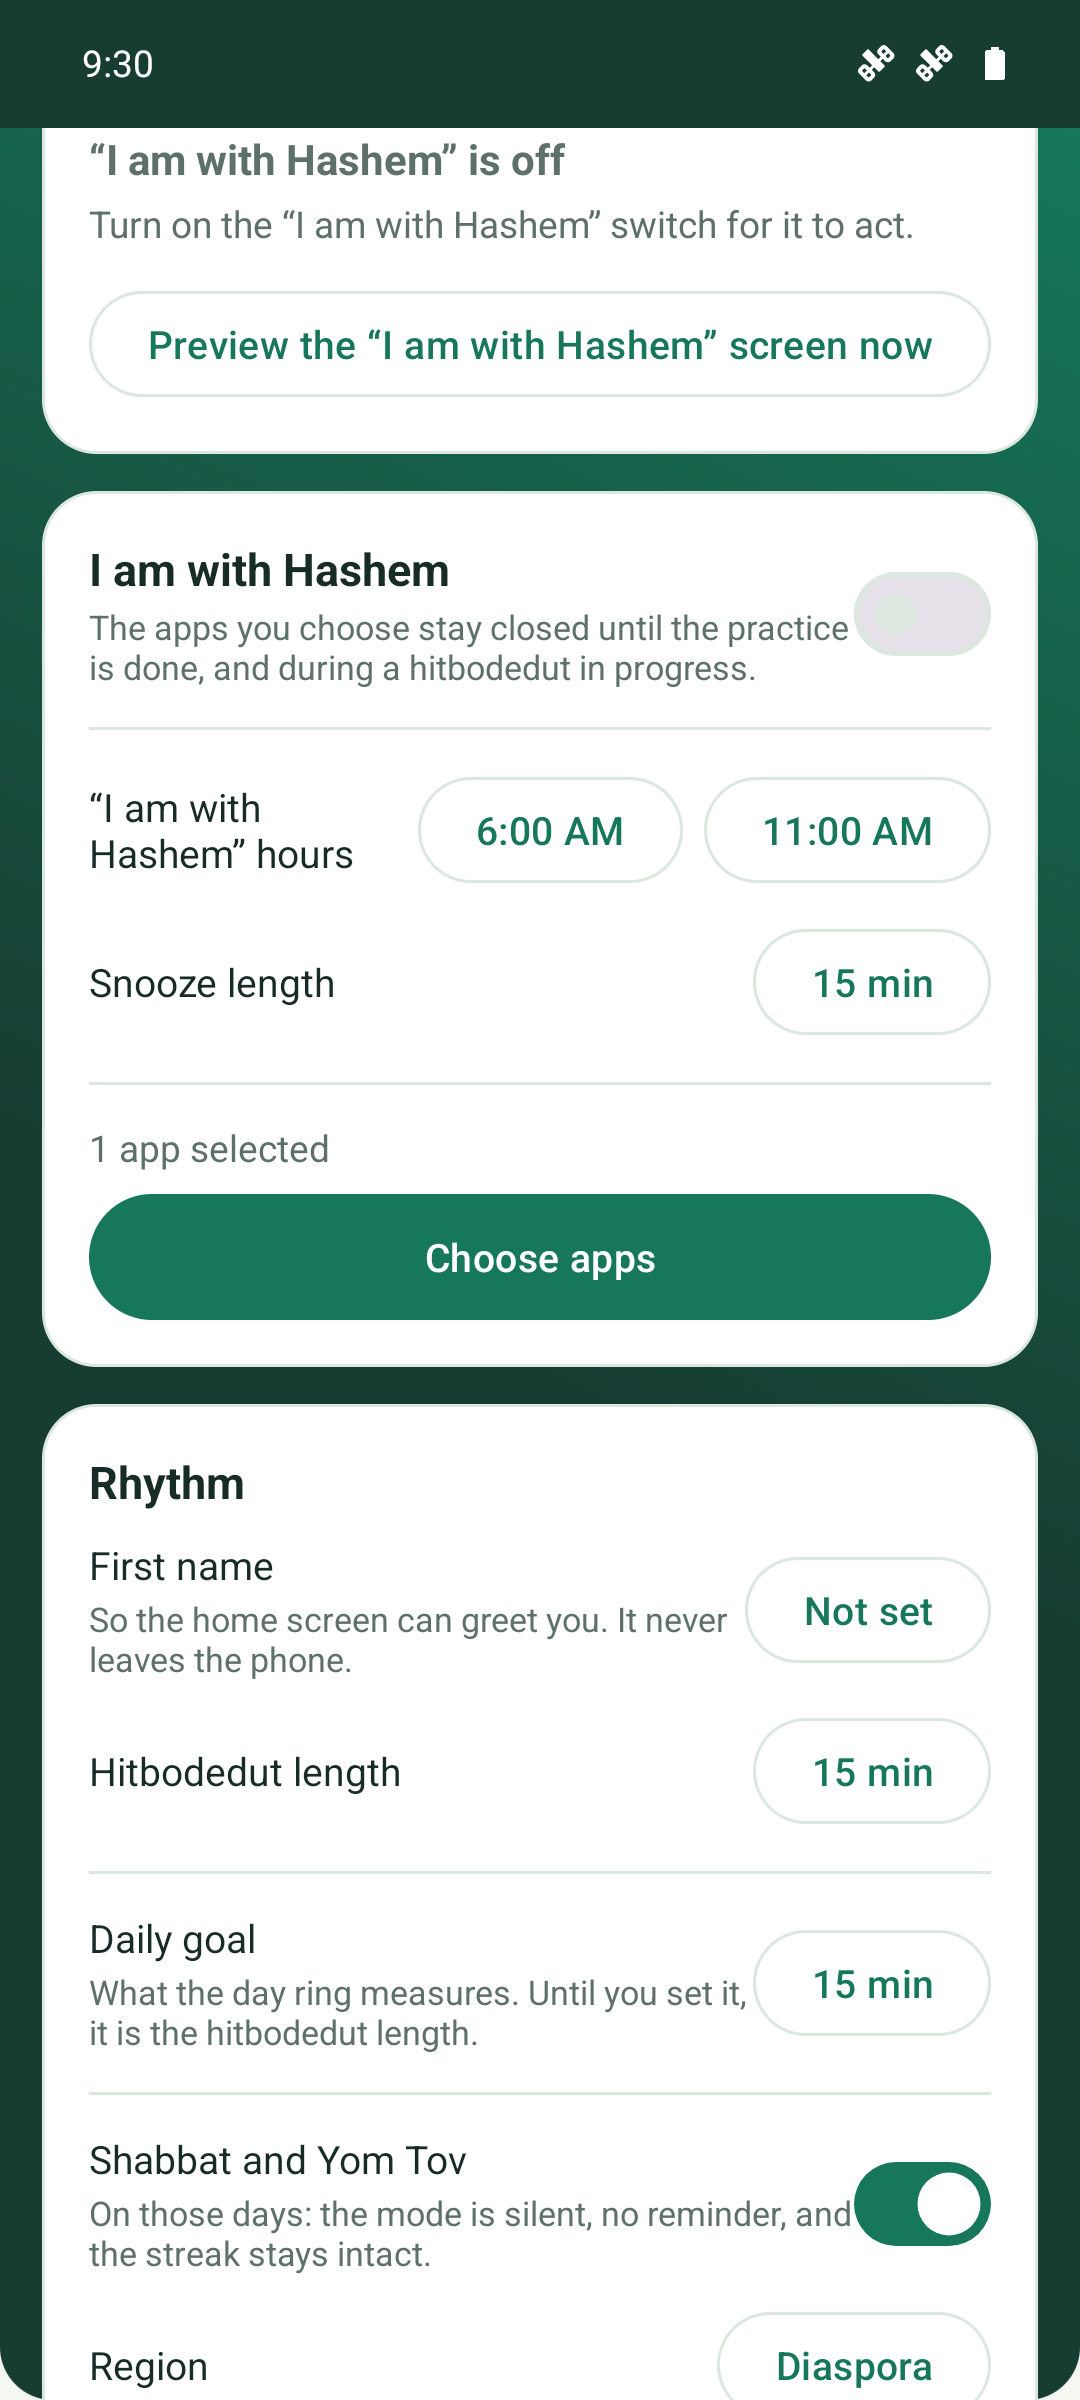 9:30
“I am with Hashem” is off
Turn on the “I am with Hashem” switch for it to act.
Preview the “I am with Hashem” screen now
I am with Hashem
The apps you choose stay closed until the practice
is done, and during a hitbodedut in progress.
“I am with
Hashem” hours
6:00 AM
11:00 AM
Snooze length
15 min
1 app selected
Choose apps
Rhythm
First name
So the home screen can greet you. It never
leaves the phone.
Not set
Hitbodedut length
15 min
Daily goal
What the day ring measures. Until you set it,
it is the hitbodedut length.
15 min
Shabbat and Yom Tov
On those days: the mode is silent, no reminder, and
the streak stays intact.
Region
Diaspora